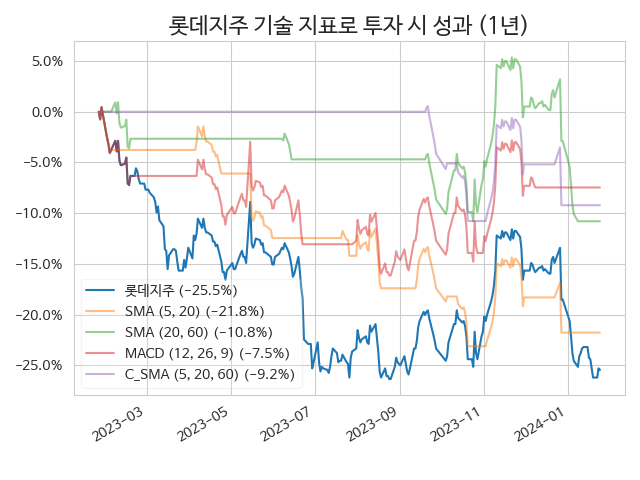 롯데지주 기술 지표로 투자 시 성과 (1년)
5.0%
0.0%
−5.0%
−10.0%
−15.0%
−20.0%
−25.0%
롯데지주 (−25.5%)
SMA (5, 20) (−21.8%)
SMA (20, 60) (−10.8%)
MACD (12, 26, 9) (−7.5%)
C_SMA (5, 20, 60) (−9.2%)
2023−03
2023−05
2023−07
2023−09
2023−11
2024−01